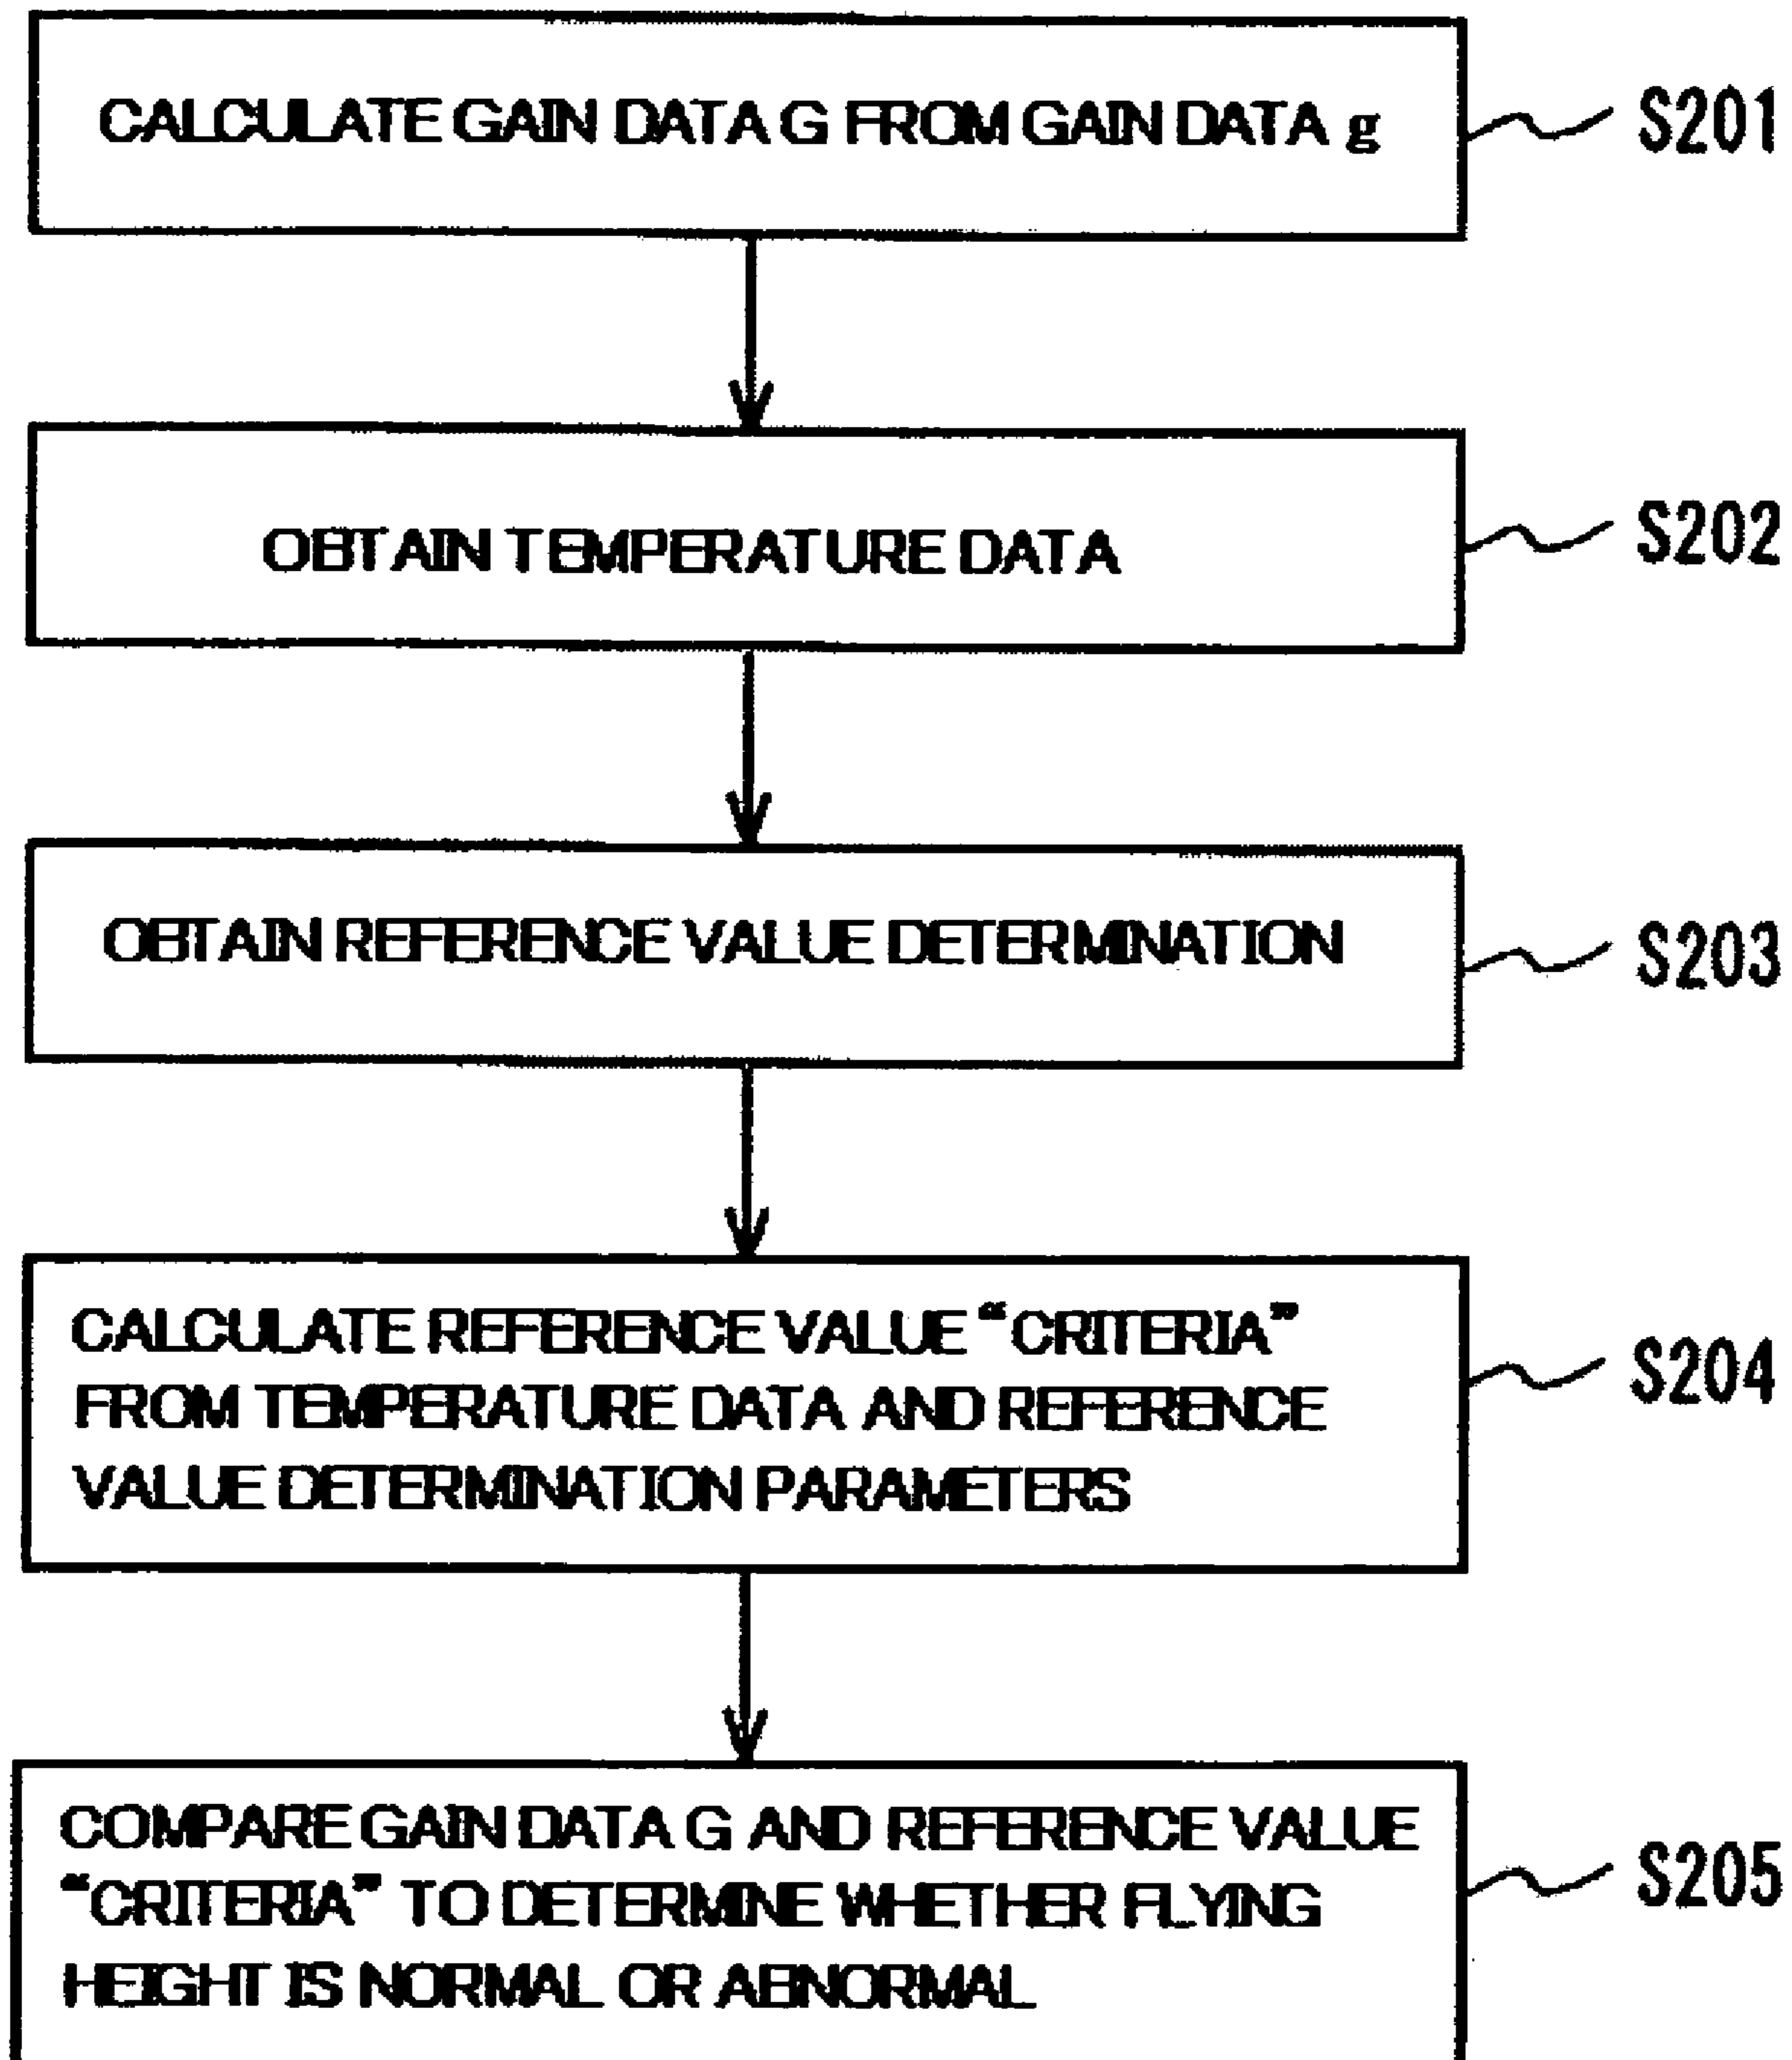 CALCULATE GAIN DATA G FROM GAIN DATA g
S201
OBTAIN TEMPERATURE DATA
S202
OBTAIN REFERENCE VALUE DETERMINATION
S203
CALCULATE REFERENCE VALUE “CRITERIA”
FROM TEMPERATURE DATA AND REFERENCE
VALUE DETERMINATION PARAMETERS
S204
COMPARE GAIN DATA G AND REFERENCE VALUE
“CRITERIA” TO DETERMINE WHETHER FLYING
HEIGHT IS NORMAL OR ABNORMAL
S205